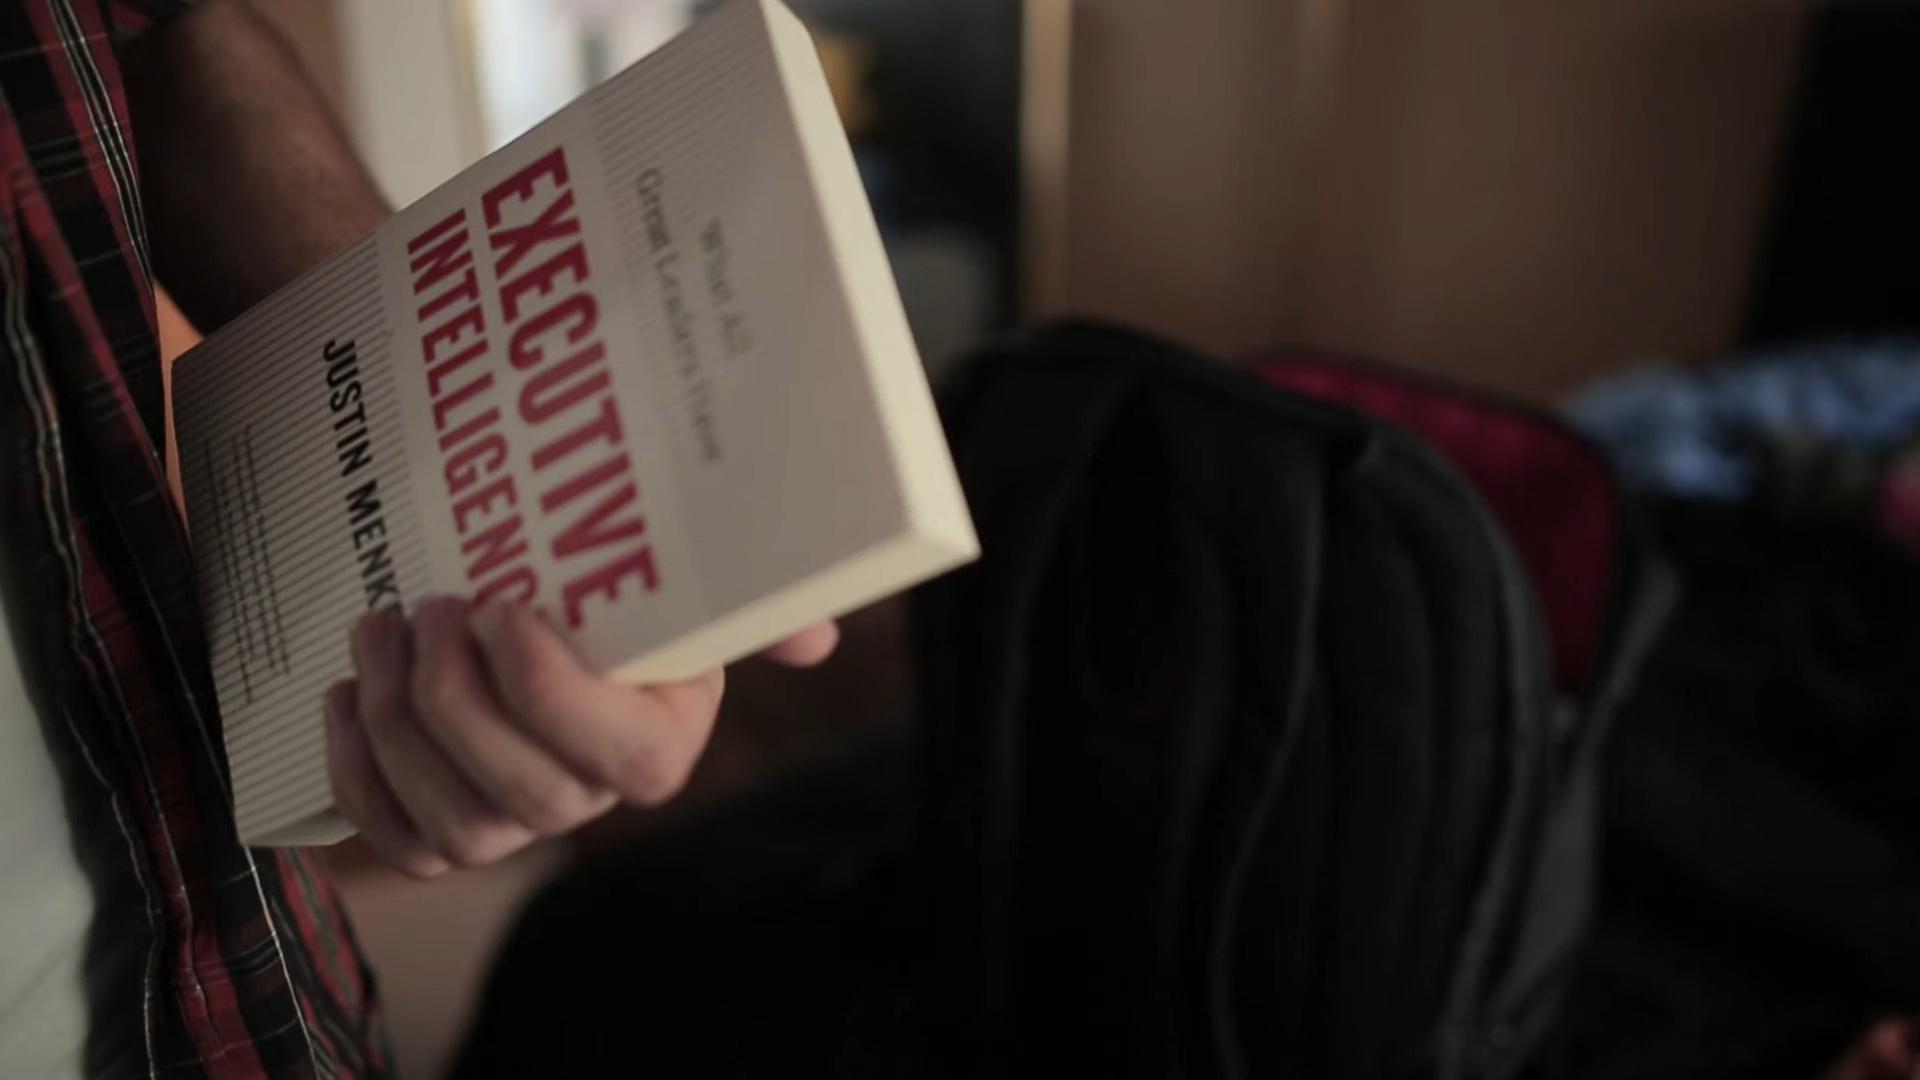 What All
Great Leaders Have
EXECUTIVE
INTELLIGENC
JUSTIN MENK